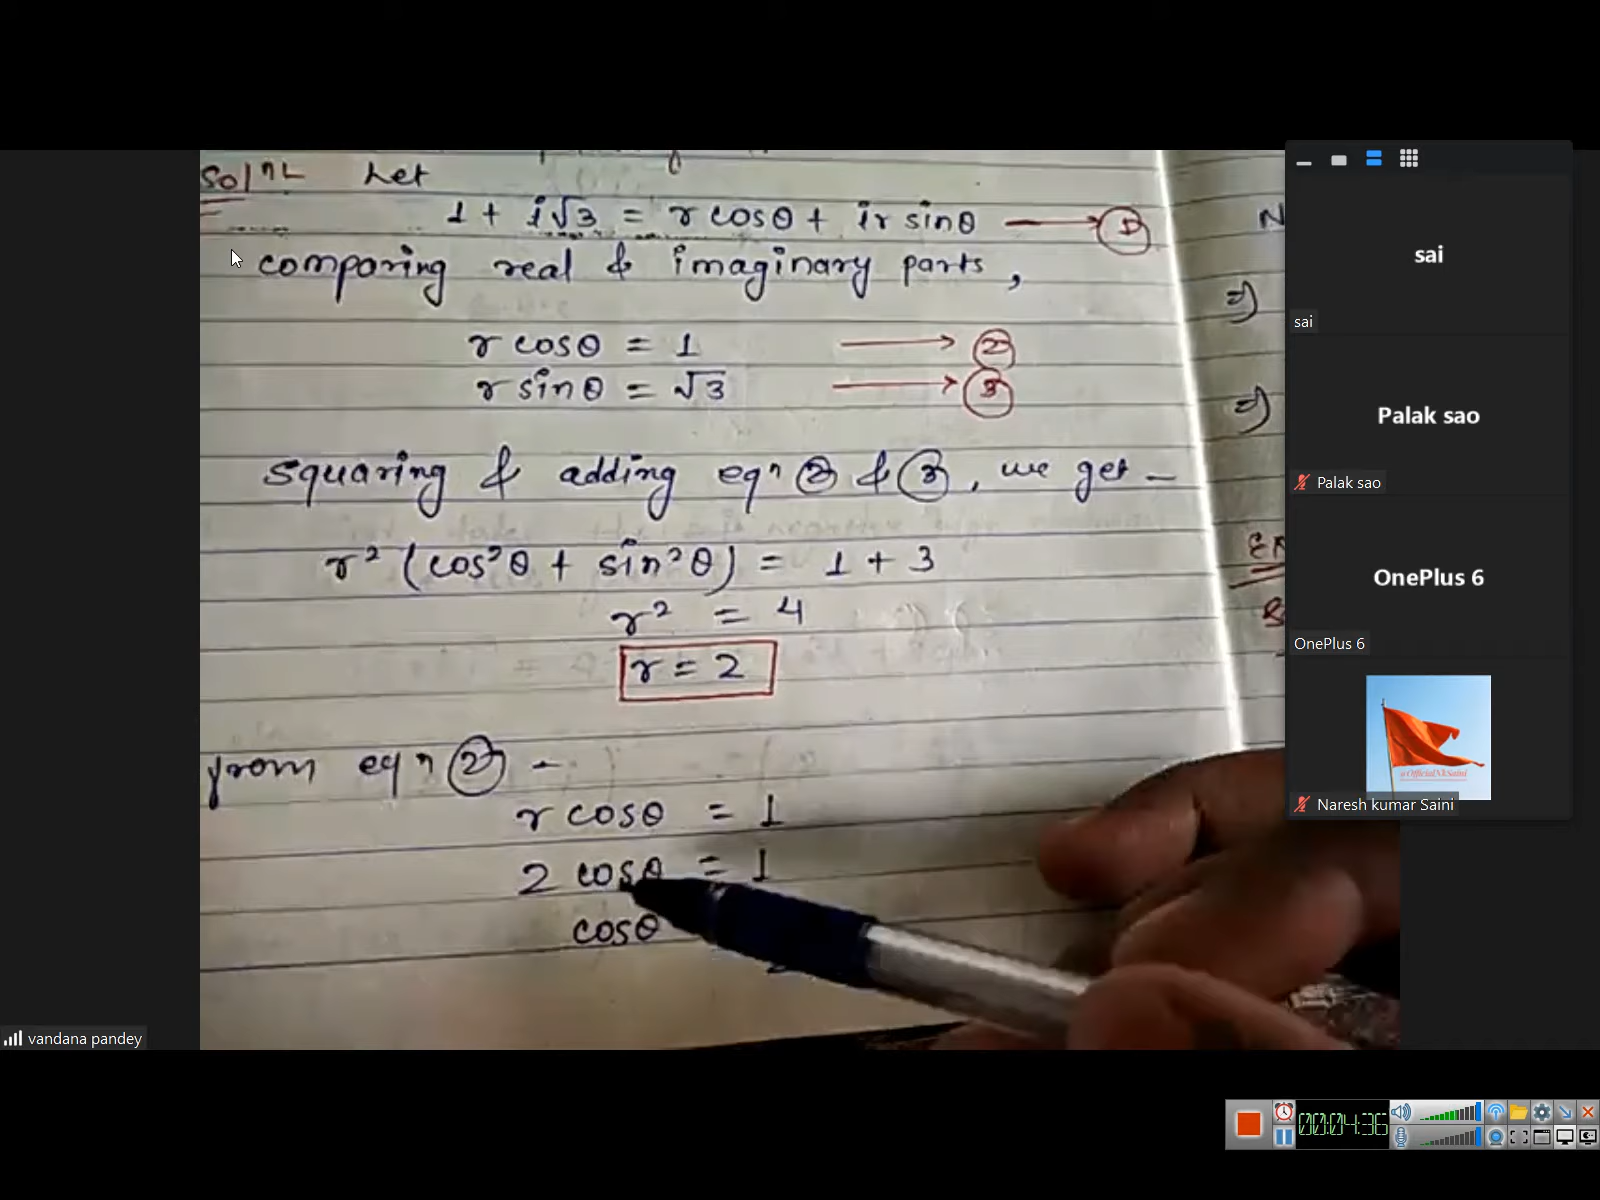 Solⁿ Let
1 + i√3 = r cosθ + ir sinθ → ①
comparing real & imaginary parts,
r cosθ = 1 → ②
r sinθ = √3 → ③
squaring & adding eqⁿ ② & ③, we get –
r² (cos²θ + sin²θ) = 1 + 3
r² = 4
r = 2
from eqⁿ ② –
r cosθ = 1
2 cosθ = 1
cosθ
⇒)
⇒)
sai
sai
Palak sao
Palak sao
OnePlus 6
OnePlus 6
@OfficialNkSaini
Naresh kumar Saini
vandana pandey
00:04:36